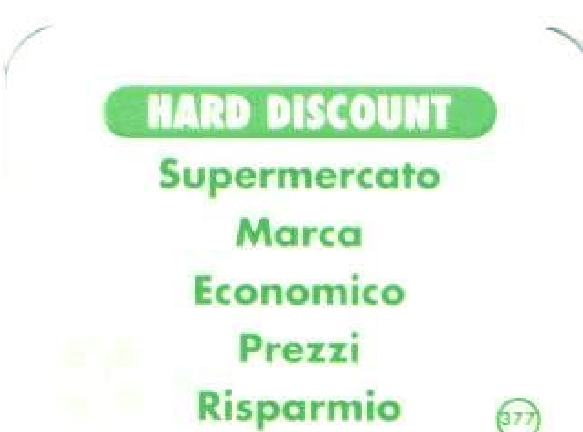 HARD DISCOUNT
Supermercato
Marca
Economico
Prezzi
Risparmio
377